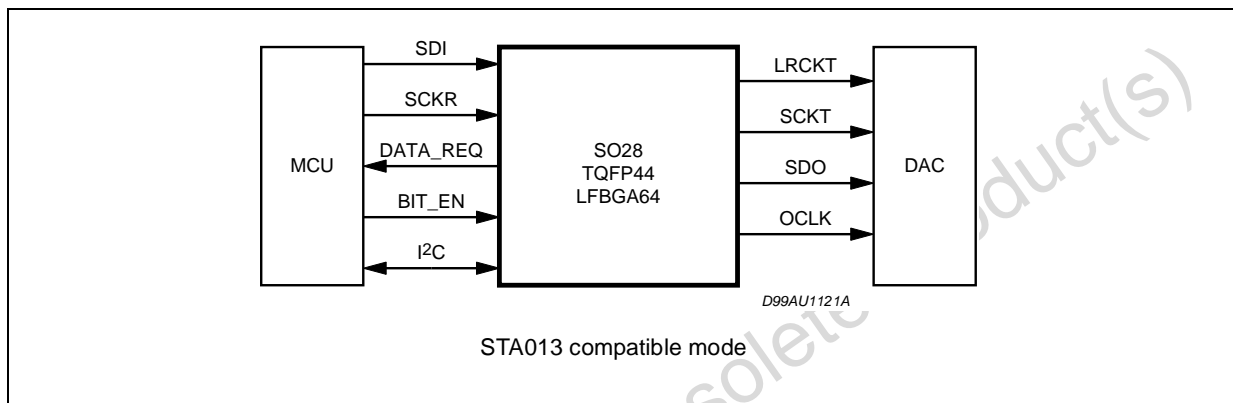 SDI
SCKR
DATA_REQ
BIT_EN
I2C
MCU
SO28
TQFP44
LFBGA64
LRCKT
SCKT
SDO
OCLK
DAC
D99AU1121A
STA013 compatible mode